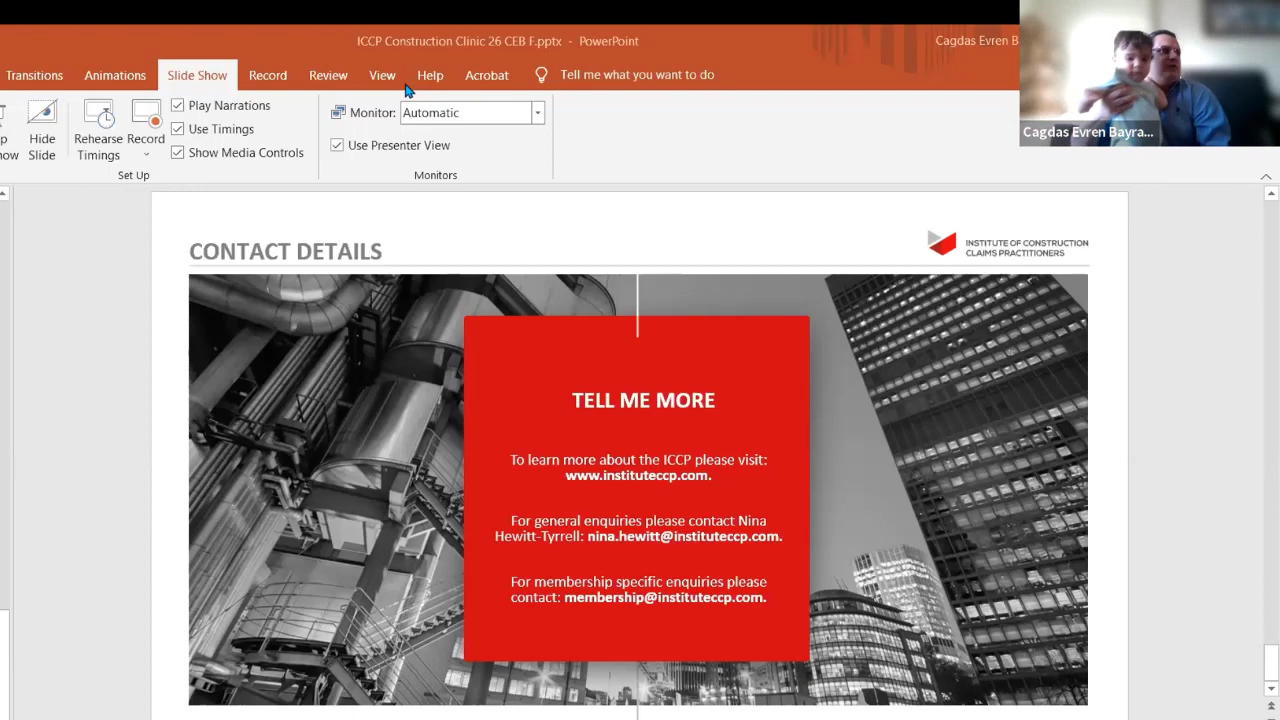 ICCP Construction Clinic 26 CEB F.pptx - PowerPoint
Cagdas Evren B
Transitions Animations Slide Show Record Review View Help Acrobat Tell me what you want to do
Hide
Slide
Rehearse
Timings
Record
Play Narrations
Use Timings
Show Media Controls
Set Up
Monitor: Automatic
Use Presenter View
Monitors
Cagdas Evren Bayra...
CONTACT DETAILS
INSTITUTE OF CONSTRUCTION
CLAIMS PRACTITIONERS
TELL ME MORE
To learn more about the ICCP please visit:
www.instituteccp.com.
For general enquiries please contact Nina
Hewitt-Tyrrell: nina.hewitt@instituteccp.com.
For membership specific enquiries please
contact: membership@instituteccp.com.